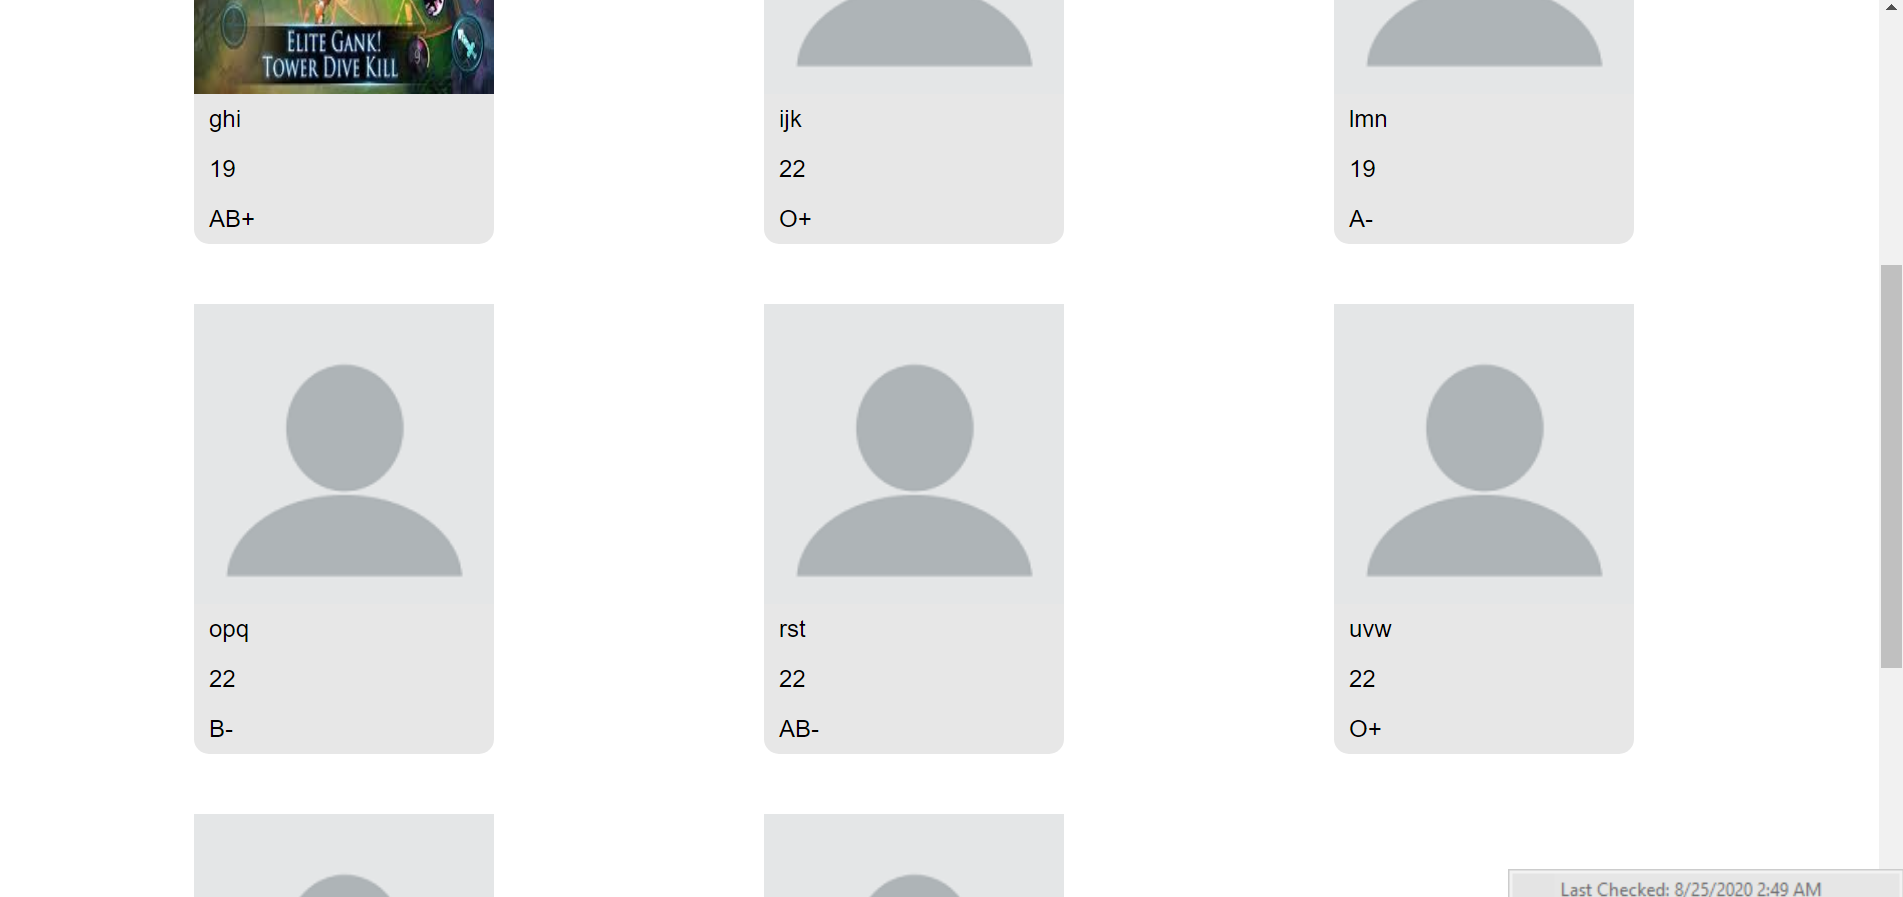 ELITE GANK!
TOWER DIVE KILL
9
ghi
19
AB+
ijk
22
O+
lmn
19
A-
opq
22
B-
rst
22
AB-
uvw
22
O+
Last Checked: 8/25/2020 2:49 AM